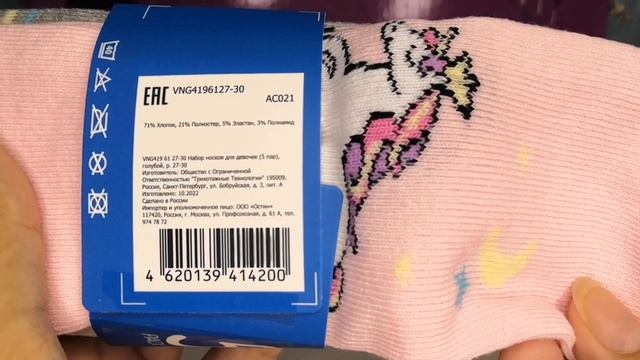 40
EAC VNG4196127-30
AC021
71% Хлопок, 21% Полиэстер, 5% Эластан, 3% Полиамид
VNG419 61 27-30 Набор носков для девочек (5 пар),
голубой, р. 27-30
Изготовитель: Общество с Ограниченной
Ответственностью "Трикотажные Технологии" 195009,
Россия, Санкт-Петербург, ул. Бобруйская, д. 3, лит. А
Изготовлено: 10.2022
Сделано в России
Импортер и уполномоченное лицо: ООО «Остин»
117420, Россия, г. Москва, ул. Профсоюзная, д. 61 А, тел.
974 78 72
4 620139 414200